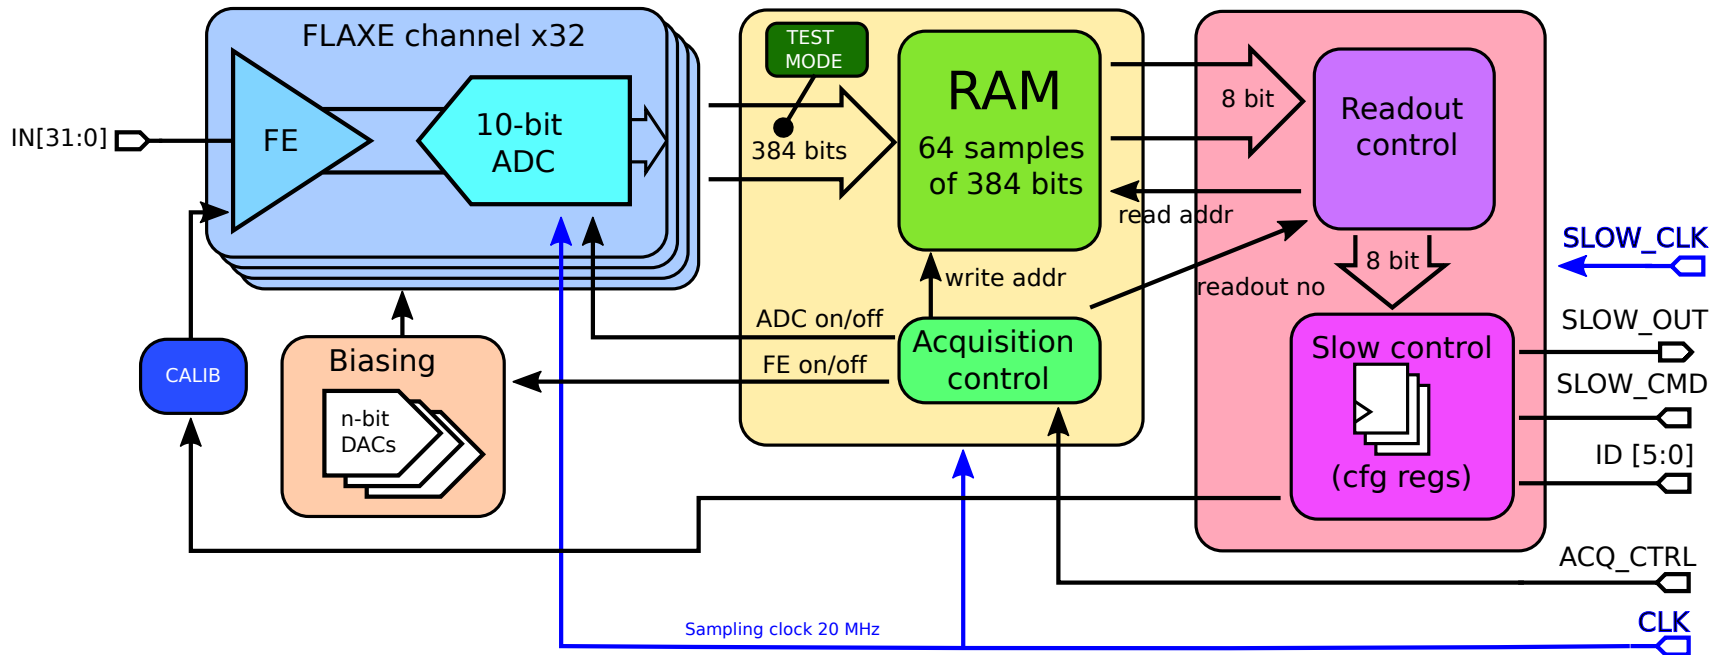 FLAXE channel x32
IN[31:0]
FE
10-bit
ADC
CALIB
Biasing
n-bit
DACs
TEST
MODE
384 bits
RAM
64 samples
of 384 bits
write addr
ADC on/off
FE on/off
Acquisition
control
8 bit
read addr
readout no
Readout
control
8 bit
Slow control
(cfg regs)
SLOW_CLK
SLOW_OUT
SLOW_CMD
ID [5:0]
ACQ_CTRL
CLK
Sampling clock 20 MHz